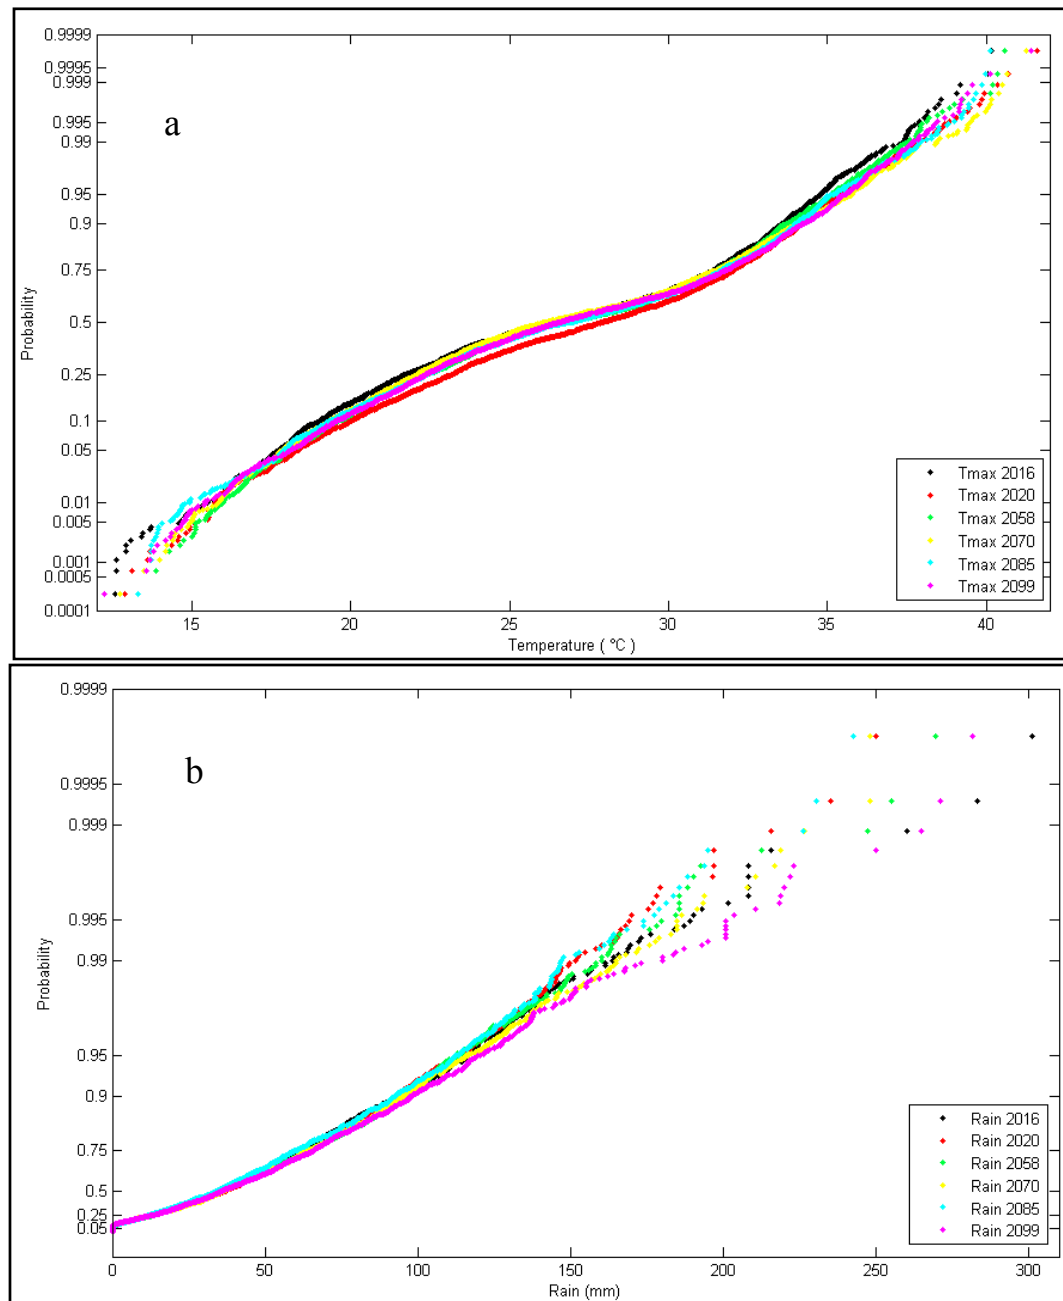 a
0.9999
0.9995
0.999
0.995
0.99
0.95
0.9
0.75
0.5
0.25
0.1
0.05
0.01
0.005
0.001
0.0005
0.0001
Probability
15 20 25 30 35 40
Temperature ( °C)
Tmax 2016
Tmax 2020
Tmax 2058
Tmax 2070
Tmax 2085
Tmax 2099
b
0.9999
0.9995
0.999
0.995
0.99
0.95
0.9
0.75
0.5
0.25
0.05
Probability
0 50 100 150 200 250 300
Rain (mm)
Rain 2016
Rain 2020
Rain 2058
Rain 2070
Rain 2085
Rain 2099